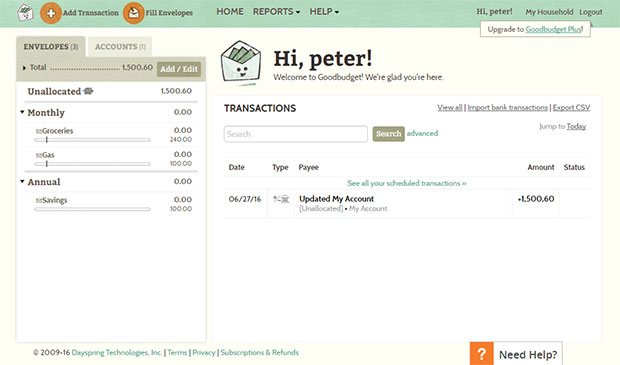 Add Transaction Fill Envelopes HOME REPORTS HELP Hi, peter! My Household Logout
Upgrade to Goodbudget Plus!
ENVELOPES (3) ACCOUNTS (1)
Total 1,500.60 Add / Edit
Unallocated 1,500.60
Monthly 0.00
Groceries 0.00
240.00
Gas 0.00
100.00
Annual 0.00
Savings 0.00
100.00
Hi, peter!
Welcome to Goodbudget! We're glad you're here.
TRANSACTIONS View all | Import bank transactions | Export CSV
Jump to Today
Search Search advanced
Date Type Payee Amount Status
See all your scheduled transactions »
06/27/16 Updated My Account +1,500.60
[Unallocated] • My Account
© 2009-16 Dayspring Technologies, Inc. | Terms | Privacy | Subscriptions & Refunds
? Need Help?